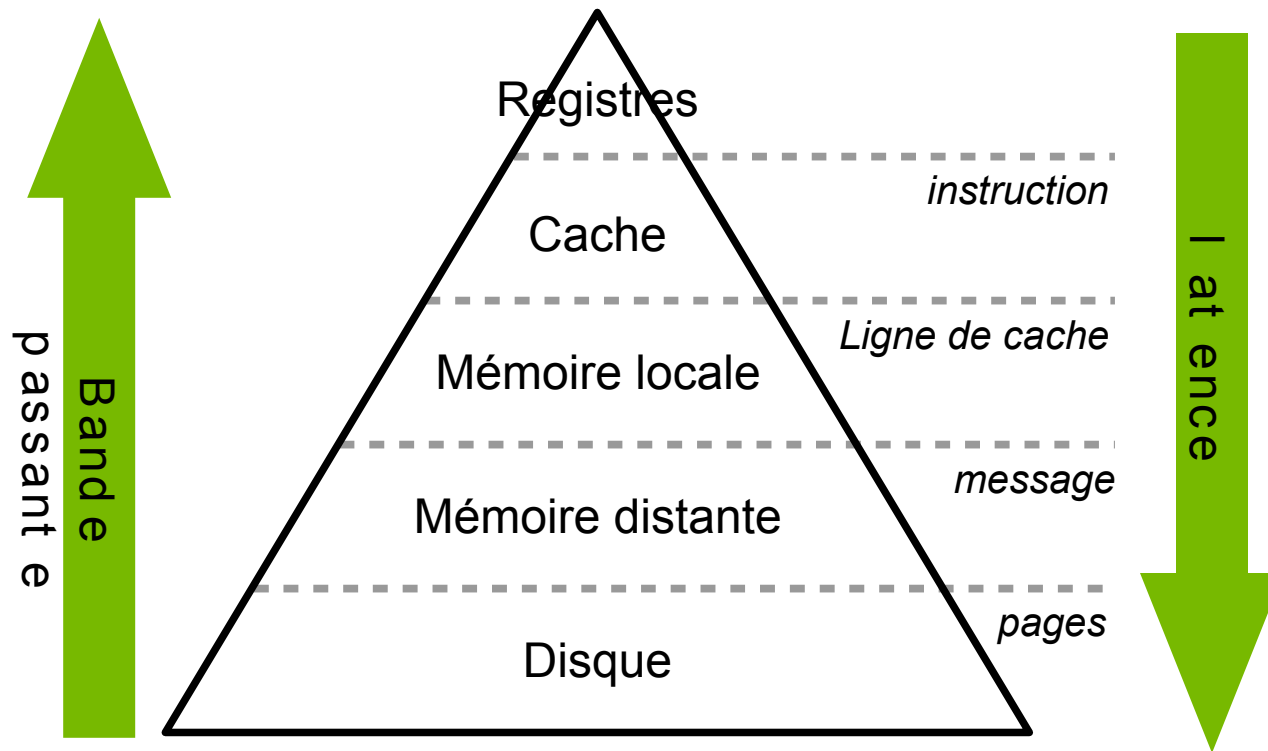 Registres
instruction
Cache
Ligne de cache
Mémoire locale
message
Mémoire distante
pages
Disque
Bande
passante
latence